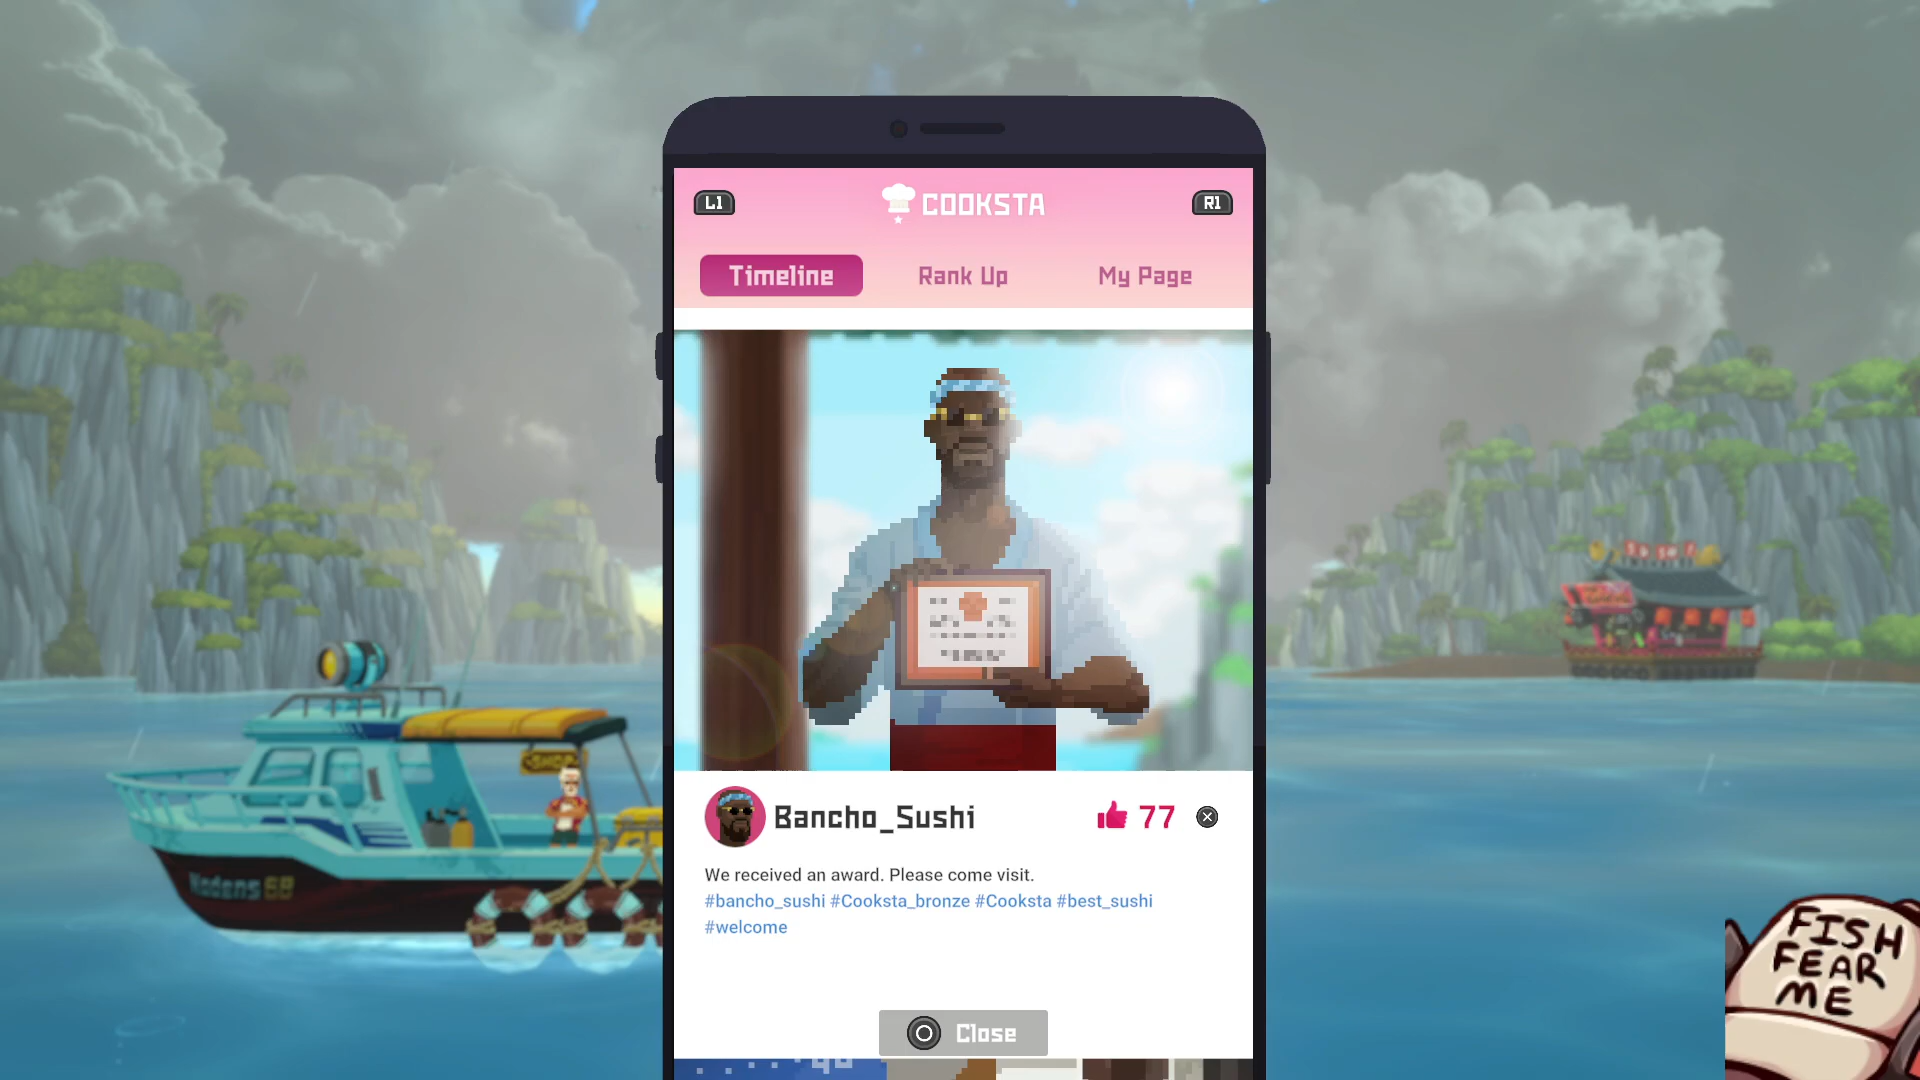 L1
COOKSTA
R1
Timeline
Rank Up
My Page
Bancho_Sushi
77
We received an award. Please come visit.
#bancho_sushi #Cooksta_bronze #Cooksta #best_sushi
#welcome
Close
SHOP
FISH
FEAR
ME